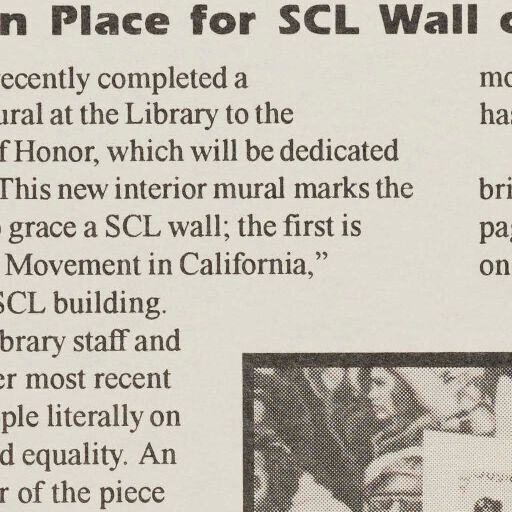 n Place for SCL Wall
ecently completed a
ural at the Library to the
f Honor, which will be dedicated
This new interior mural marks the
grace a SCL wall; the first is
Movement in California,”
SCL building.
brary staff and
er most recent
ple literally on
d equality. An
r of the piece
mo
has
bri
pag
on